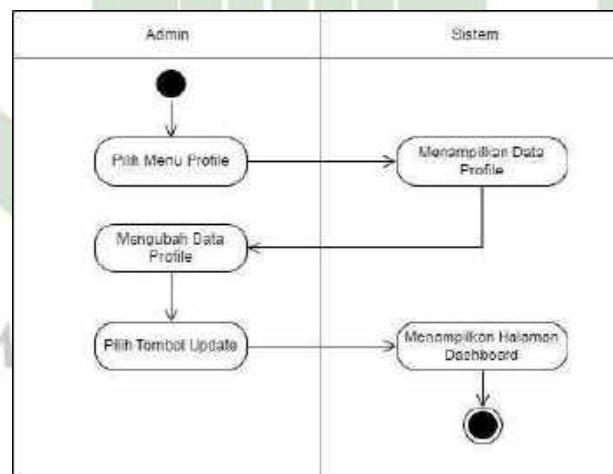 Admin
Sistem
Pilih Menu Profile
Menampilkan Data
Profile
Mengubah Data
Profile
Pilih Tombol Update
Menampilkan Halaman
Dashboard